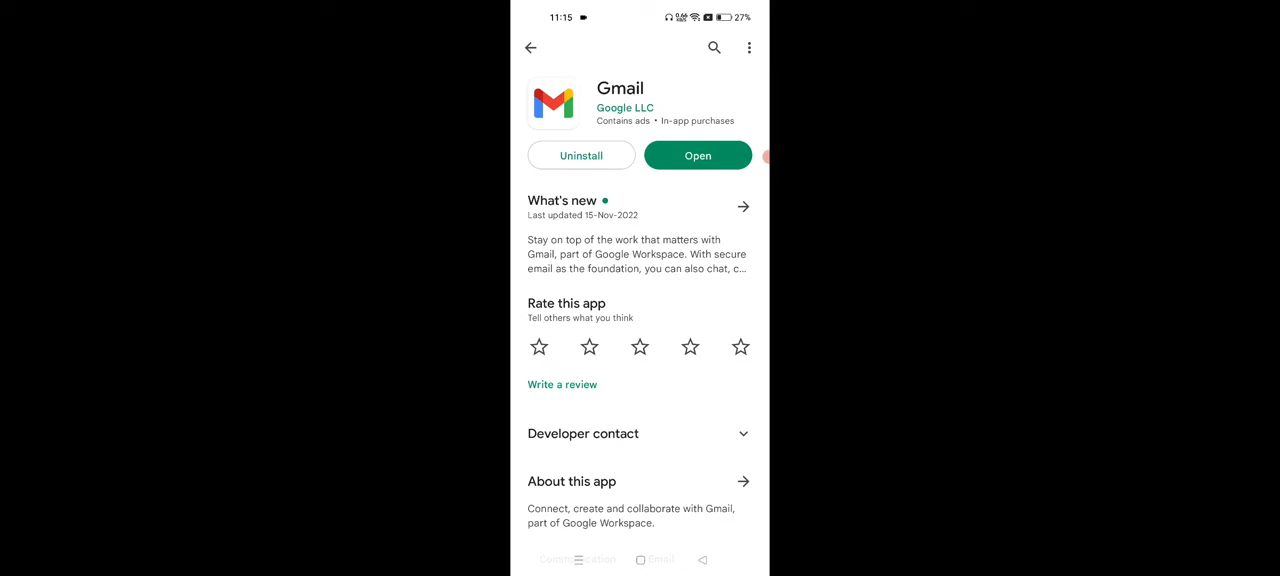 11:15
27%
Gmail
Google LLC
Contains ads • In-app purchases
Uninstall
Open
What's new
Last updated 15-Nov-2022
Stay on top of the work that matters with
Gmail, part of Google Workspace. With secure
email as the foundation, you can also chat, c...
Rate this app
Tell others what you think
Write a review
Developer contact
About this app
Connect, create and collaborate with Gmail,
part of Google Workspace.
Email